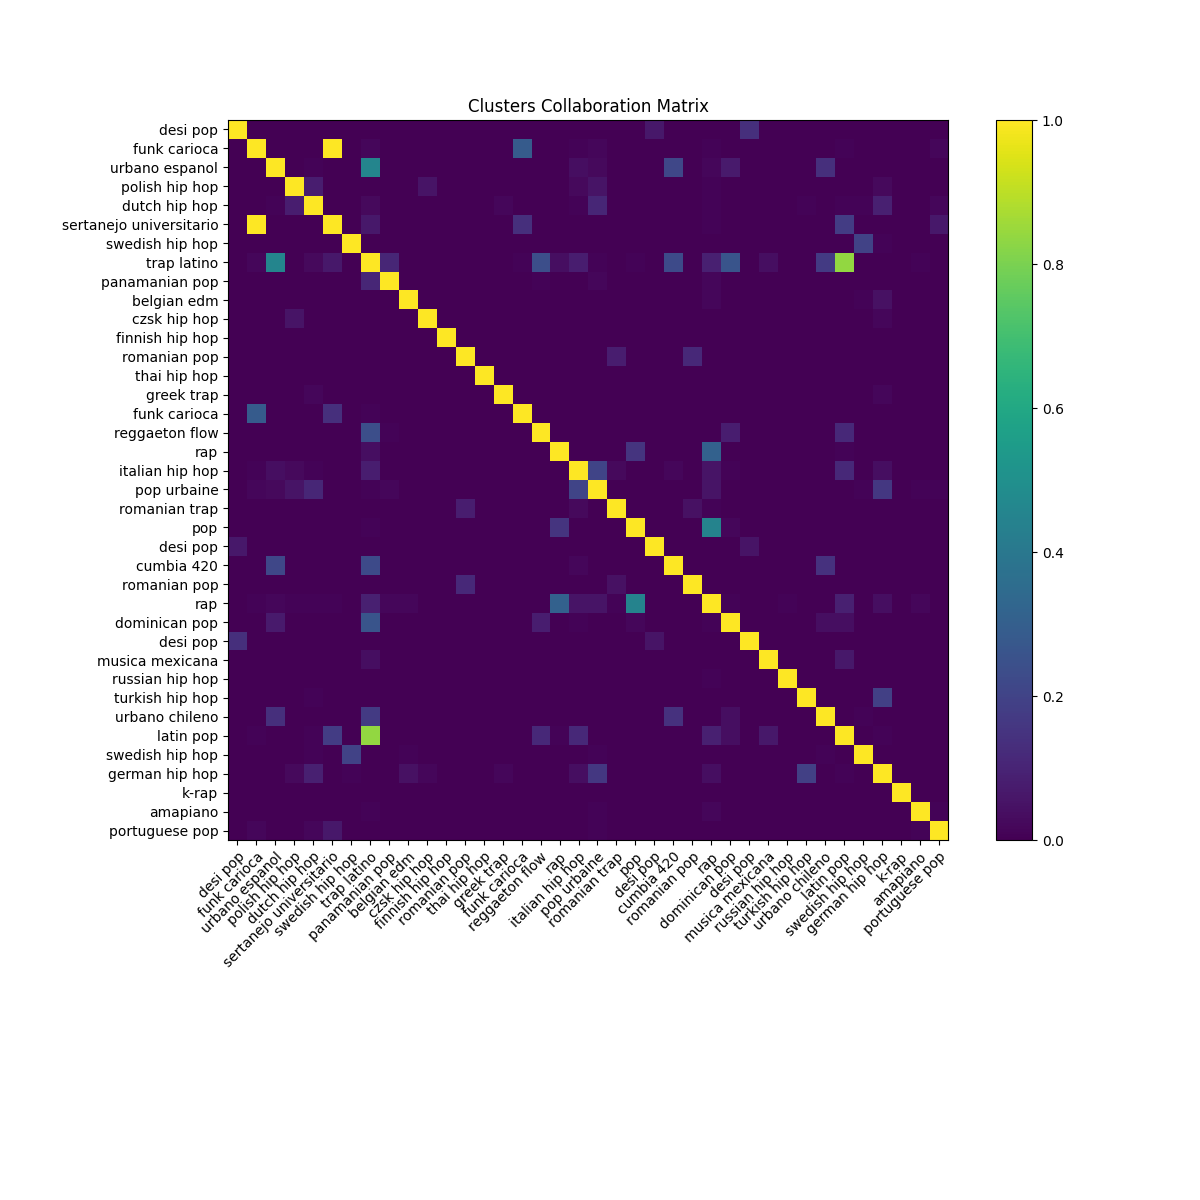 Clusters Collaboration Matrix
desi pop
funk carioca
urbano espanol
polish hip hop
dutch hip hop
sertanejo universitario
swedish hip hop
trap latino
panamanian pop
belgian edm
czsk hip hop
finnish hip hop
romanian pop
thai hip hop
greek trap
funk carioca
reggaeton flow
rap
italian hip hop
pop urbaine
romanian trap
pop
desi pop
cumbia 420
romanian pop
rap
dominican pop
desi pop
musica mexicana
russian hip hop
turkish hip hop
urbano chileno
latin pop
swedish hip hop
german hip hop
k-rap
amapiano
portuguese pop
desi pop
funk carioca
urbano espanol
polish hip hop
dutch hip hop
sertanejo universitario
swedish hip hop
trap latino
panamanian pop
belgian edm
czsk hip hop
finnish hip hop
romanian pop
thai hip hop
greek trap
funk carioca
reggaeton flow
rap
italian hip hop
pop urbaine
romanian trap
pop
desi pop
cumbia 420
romanian pop
rap
dominican pop
desi pop
musica mexicana
russian hip hop
turkish hip hop
urbano chileno
latin pop
swedish hip hop
german hip hop
k-rap
amapiano
portuguese pop
1.0
0.8
0.6
0.4
0.2
0.0